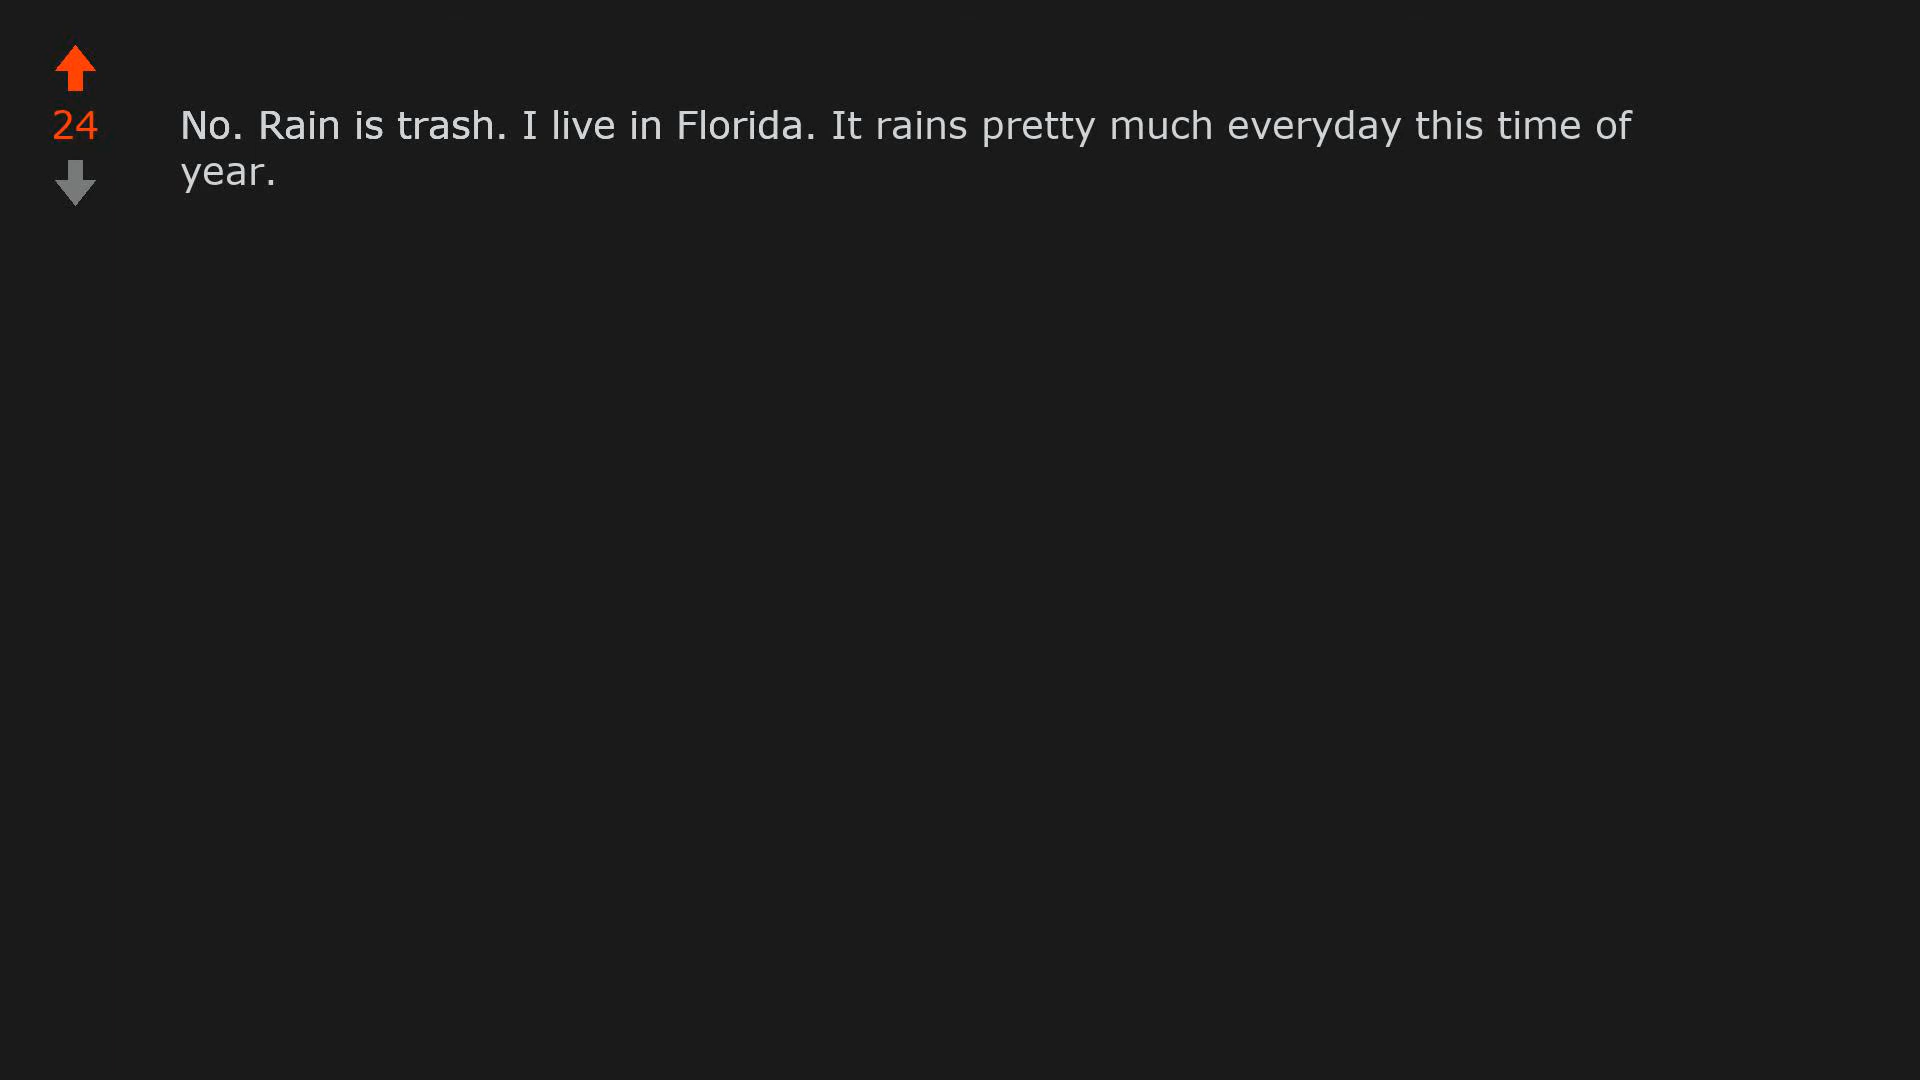 24
No. Rain is trash. I live in Florida. It rains pretty much everyday this time of
year.